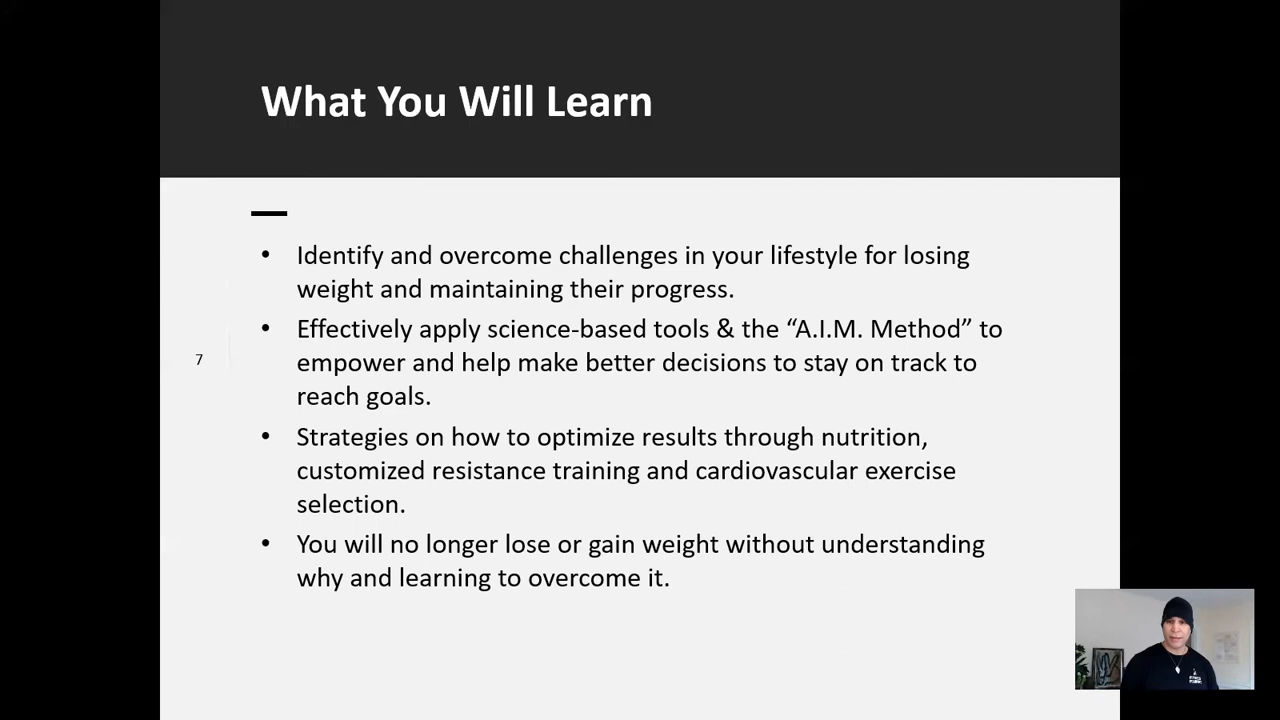 What You Will Learn
• Identify and overcome challenges in your lifestyle for losing
weight and maintaining their progress.
• Effectively apply science-based tools & the “A.I.M. Method” to
empower and help make better decisions to stay on track to
reach goals.
7
• Strategies on how to optimize results through nutrition,
customized resistance training and cardiovascular exercise
selection.
• You will no longer lose or gain weight without understanding
why and learning to overcome it.